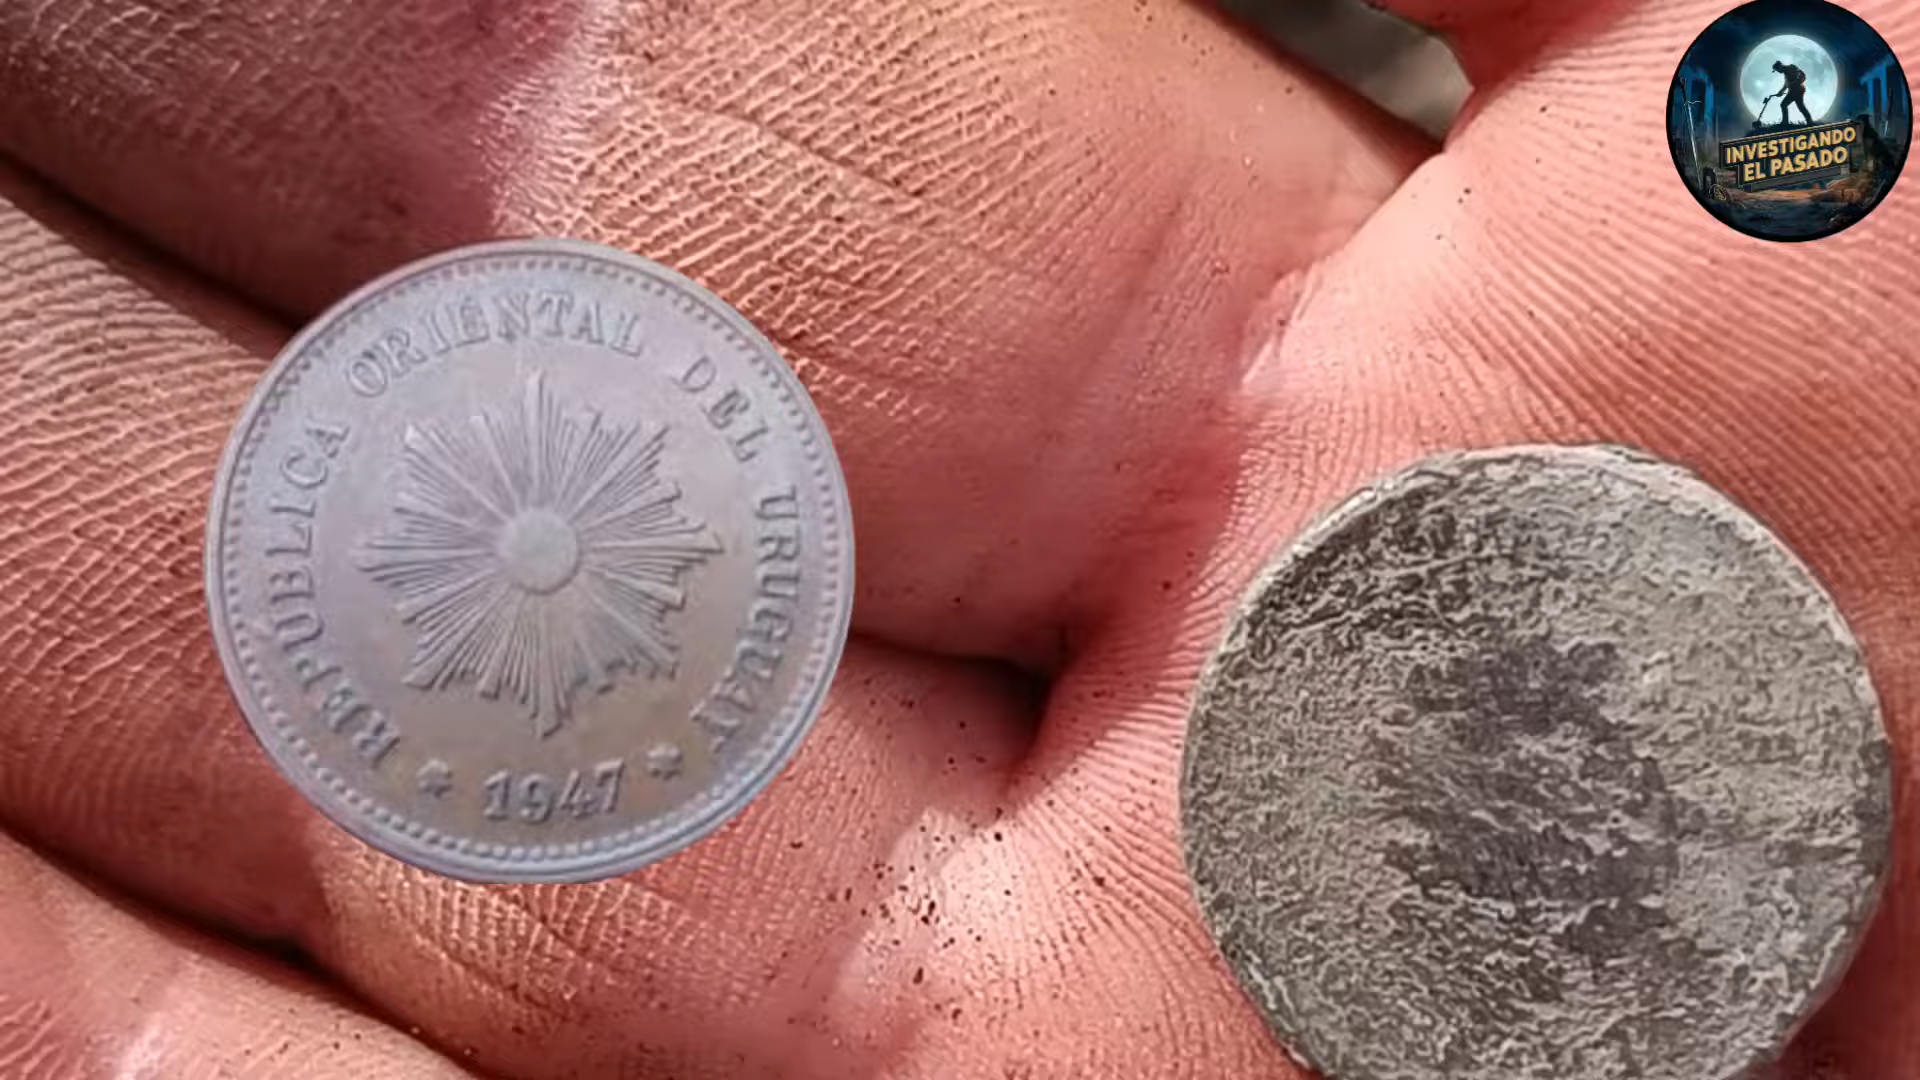 INVESTIGANDO
EL PASADO
REPUBLICA ORIENTAL DEL URUGUAY
* 1947 *